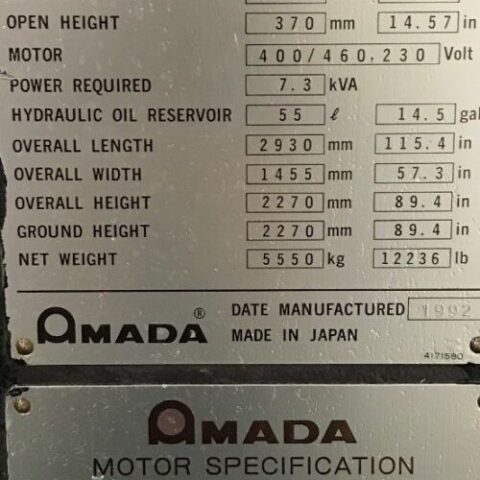 OPEN HEIGHT 370 mm 14.57 in
MOTOR 400/460,230 Volt
POWER REQUIRED 7.3 kVA
HYDRAULIC OIL RESERVOIR 55 ℓ 14.5 gal
OVERALL LENGTH 2930 mm 115.4 in
OVERALL WIDTH 1455 mm 57.3 in
OVERALL HEIGHT 2270 mm 89.4 in
GROUND HEIGHT 2270 mm 89.4 in
NET WEIGHT 5550 kg 12236 lb
AMADA ® DATE MANUFACTURED 1992
MADE IN JAPAN
4171580
AMADA
MOTOR SPECIFICATION